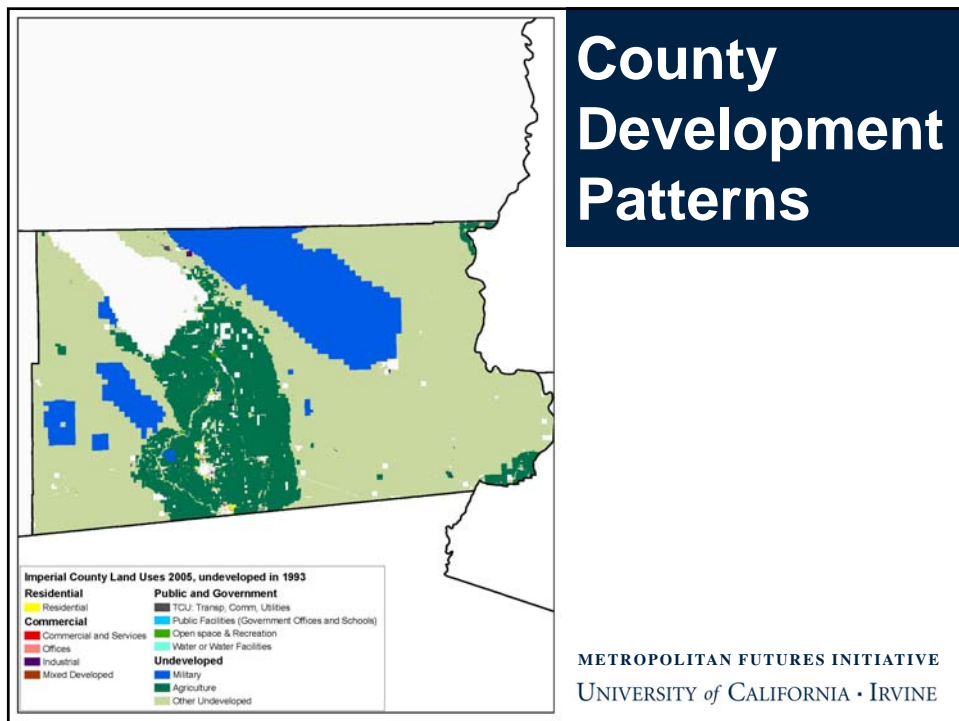 County
Development
Patterns
Imperial County Land Uses 2005, undeveloped in 1993
Residential
Residential
Commercial
Commercial and Services
Offices
Industrial
Mixed Developed
Public and Government
TCU: Transp, Comm, Utilities
Public Facilities (Government Offices and Schools)
Open space & Recreation
Water or Water Facilities
Undeveloped
Military
Agriculture
Other Undeveloped
METROPOLITAN FUTURES INITIATIVE
UNIVERSITY of CALIFORNIA · IRVINE